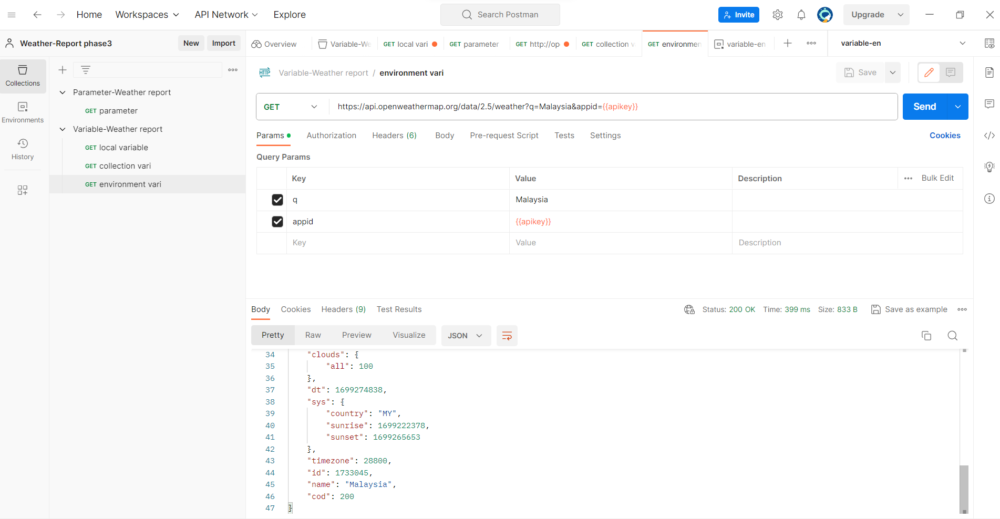 Home Workspaces API Network Explore Search Postman Invite Upgrade
Weather-Report phase3 New Import Overview Variable-We GET local vari GET parameter GET http://op GET collection v GET environmen variable-en variable-en
Collections
Environments
History
Parameter-Weather report
GET parameter
Variable-Weather report
GET local variable
GET collection vari
GET environment vari
HTTP Variable-Weather report / environment vari Save
GET https://api.openweathermap.org/data/2.5/weather?q=Malaysia&appid={{apikey}} Send
Params Authorization Headers (6) Body Pre-request Script Tests Settings Cookies
Query Params
Key Value Description Bulk Edit
q Malaysia
appid {{apikey}}
Key Value Description
Body Cookies Headers (9) Test Results Status: 200 OK Time: 399 ms Size: 833 B Save as example
Pretty Raw Preview Visualize JSON
34 "clouds": {
35 "all": 100
36 },
37 "dt": 1699274838,
38 "sys": {
39 "country": "MY",
40 "sunrise": 1699222378,
41 "sunset": 1699265653
42 },
43 "timezone": 28800,
44 "id": 1733045,
45 "name": "Malaysia",
46 "cod": 200
47 }